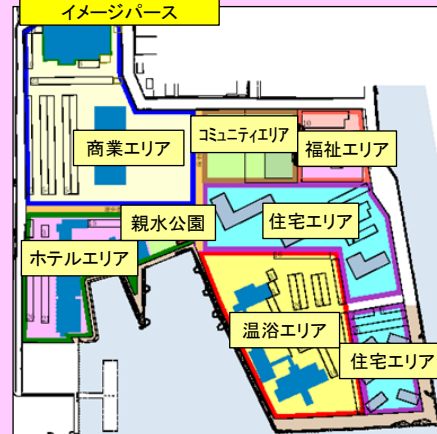 イメージパース
コミュニティエリア
商業エリア
福祉エリア
親水公園
住宅エリア
ホテルエリア
温浴エリア
住宅エリア